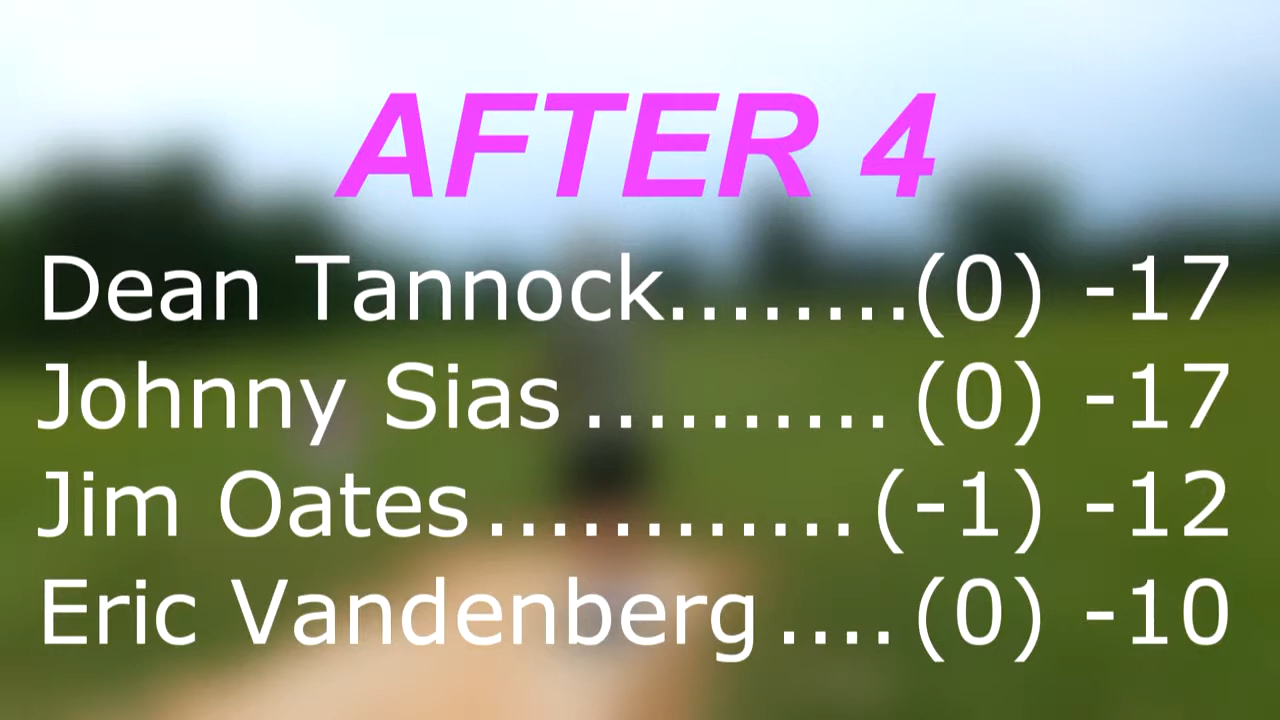 AFTER 4
Dean Tannock........(0) -17
Johnny Sias .......... (0) -17
Jim Oates ............ (-1) -12
Eric Vandenberg ....(0) -10